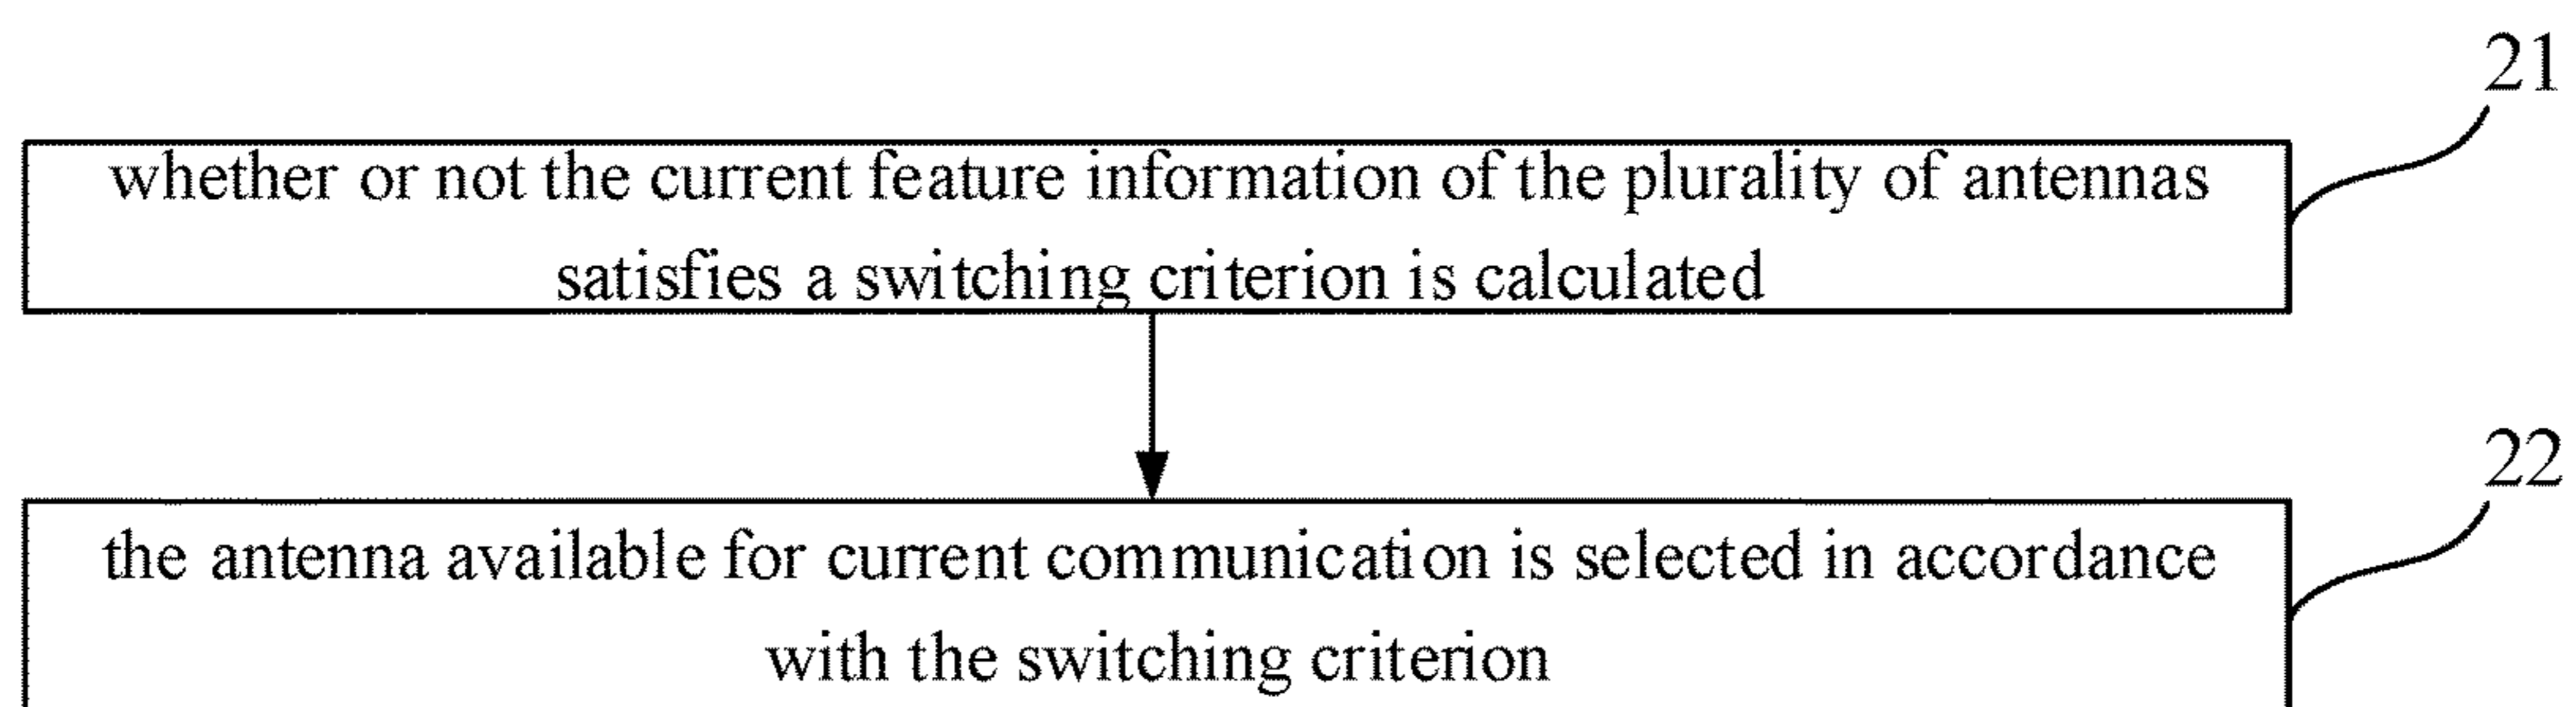 21
whether or not the current feature information of the plurality of antennas
satisfies a switching criterion is calculated
22
the antenna available for current communication is selected in accordance
with the switching criterion